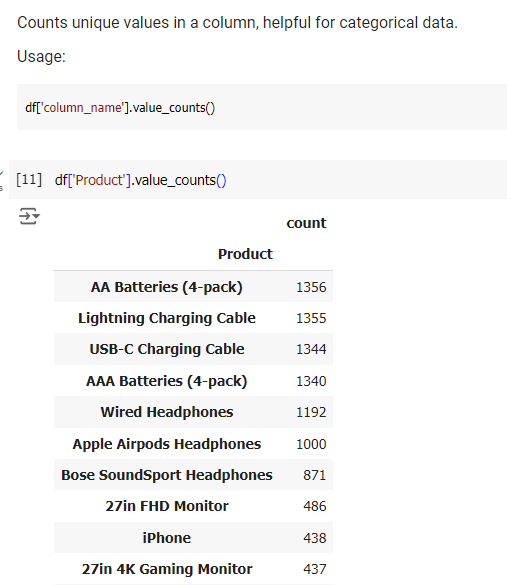 Counts unique values in a column, helpful for categorical data.
Usage:
df['column_name'].value_counts()
[11] df['Product'].value_counts()
count
Product
AA Batteries (4-pack) 1356
Lightning Charging Cable 1355
USB-C Charging Cable 1344
AAA Batteries (4-pack) 1340
Wired Headphones 1192
Apple Airpods Headphones 1000
Bose SoundSport Headphones 871
27in FHD Monitor 486
iPhone 438
27in 4K Gaming Monitor 437